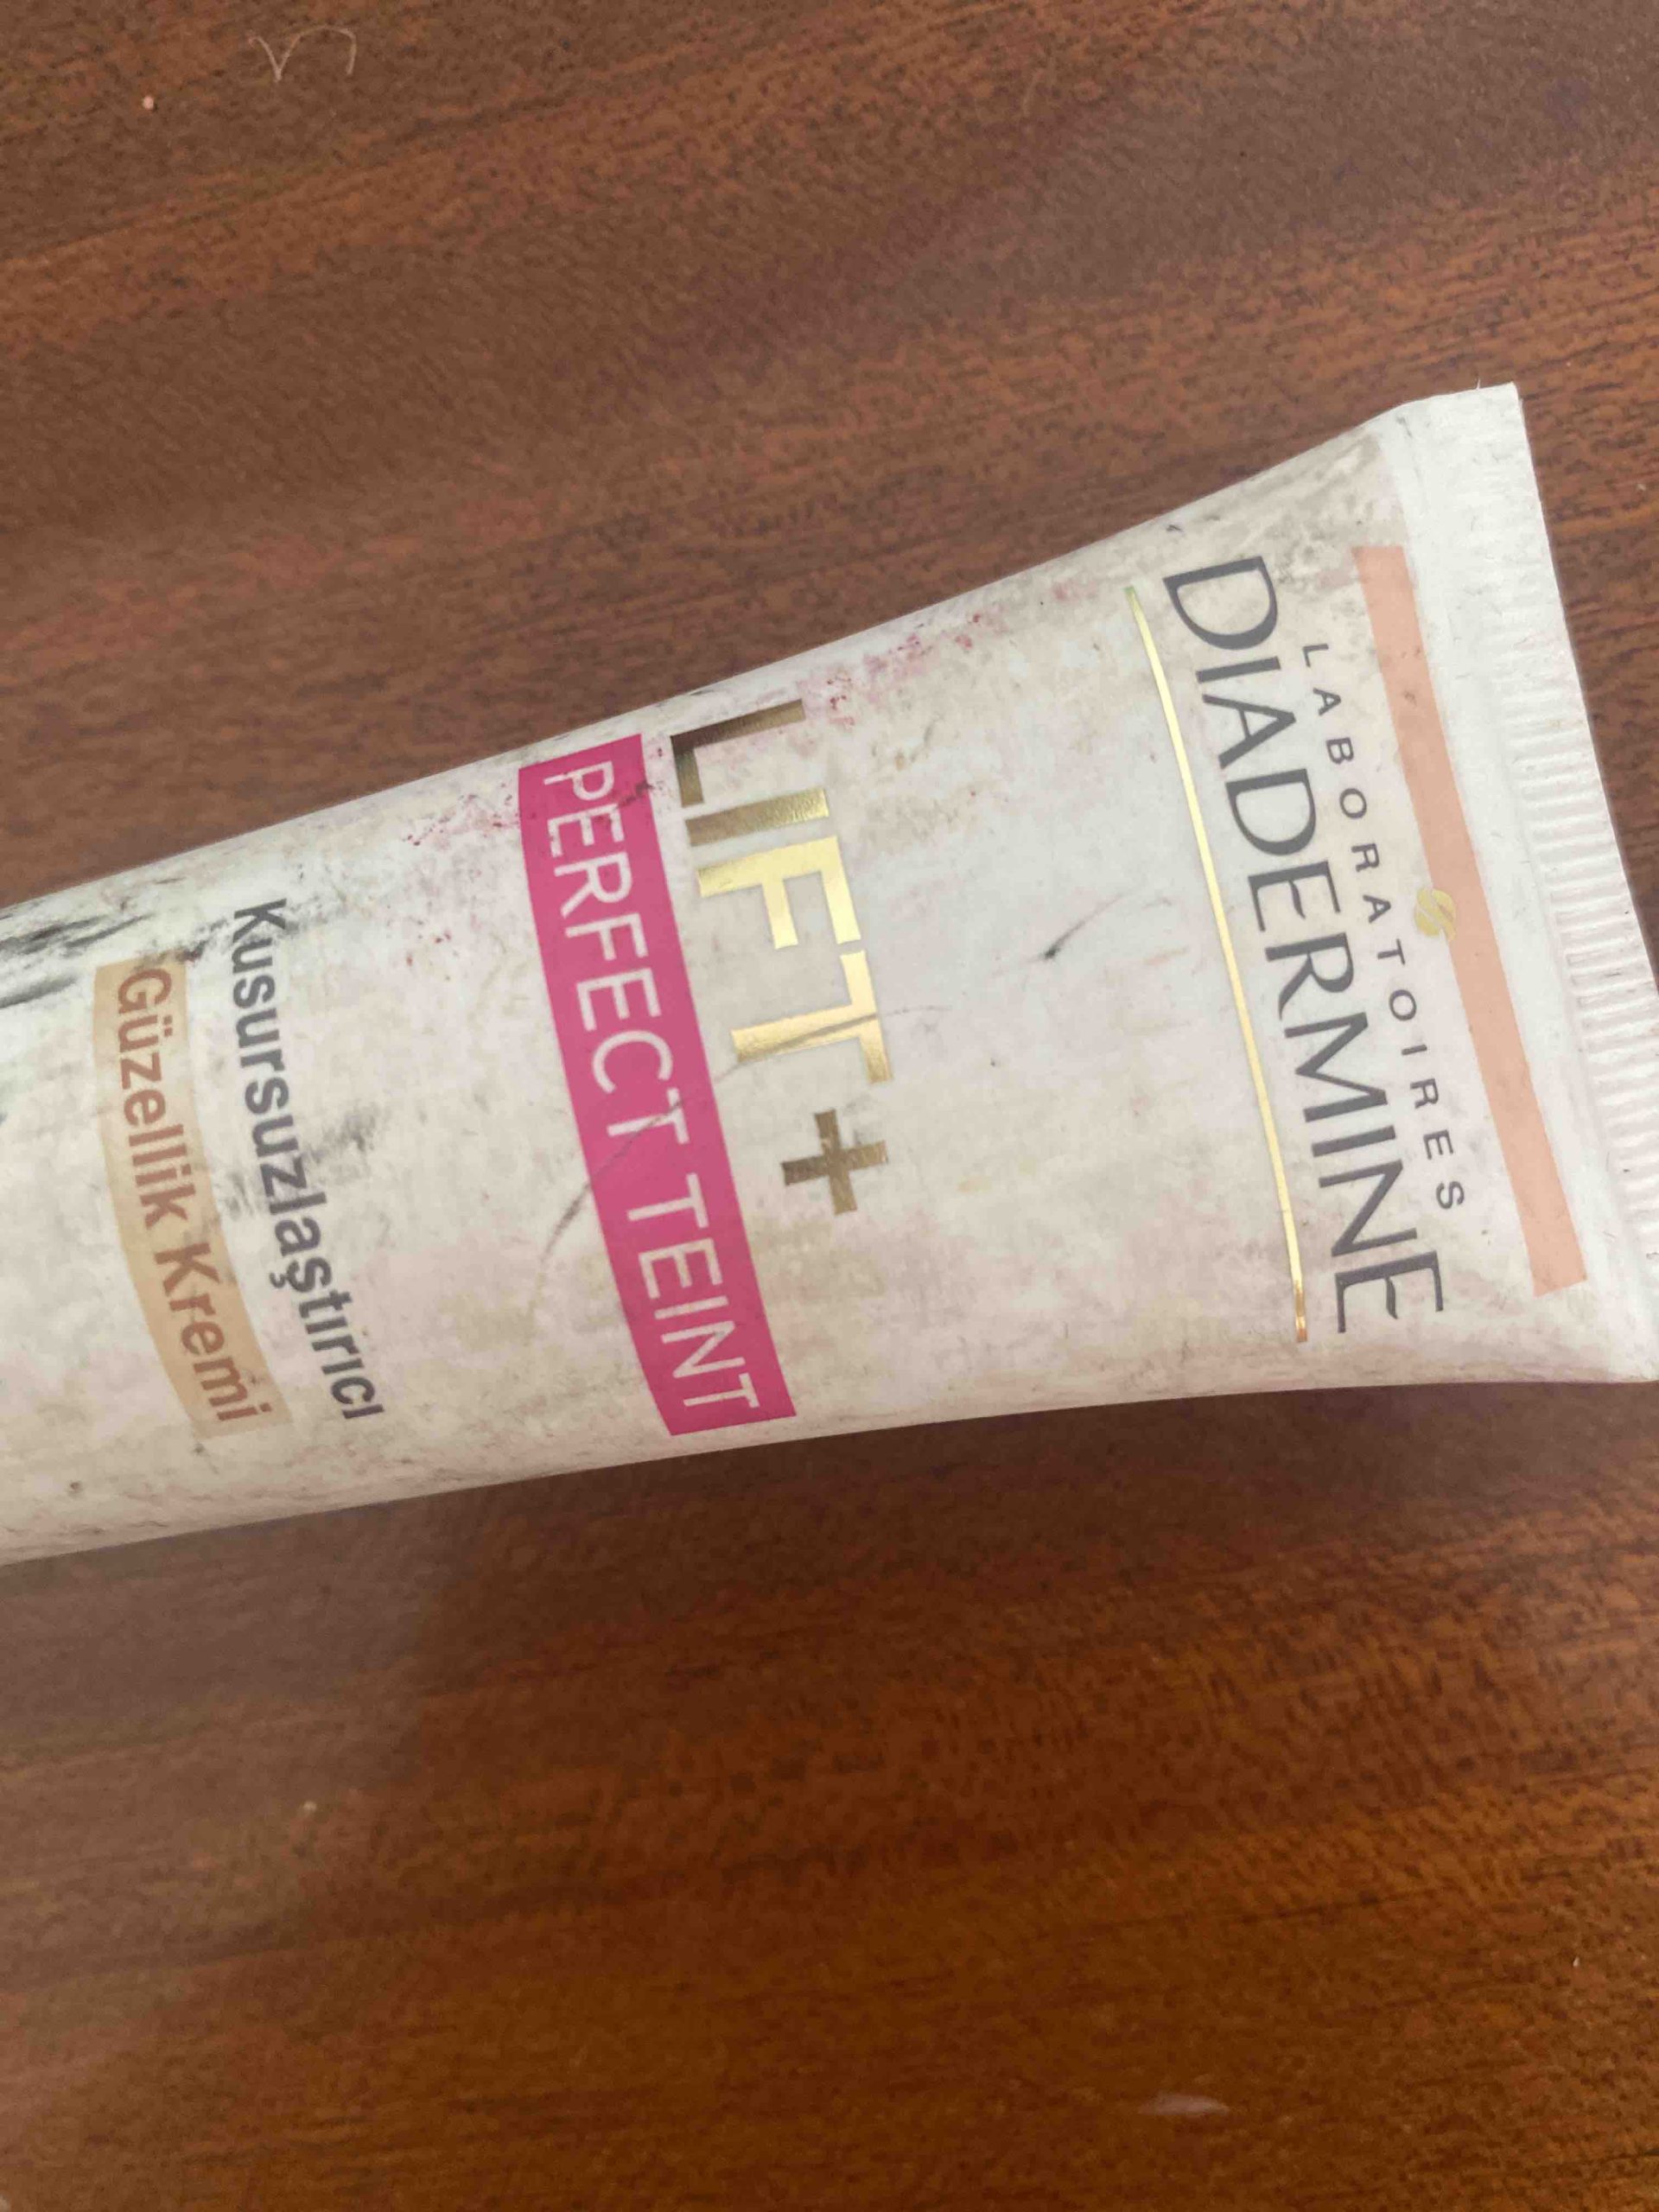 LABORATOIRES
DIADERMINE
LIFT+
PERFECT TEINT
Kusursuzlaştırıcı
Güzellik Kremi